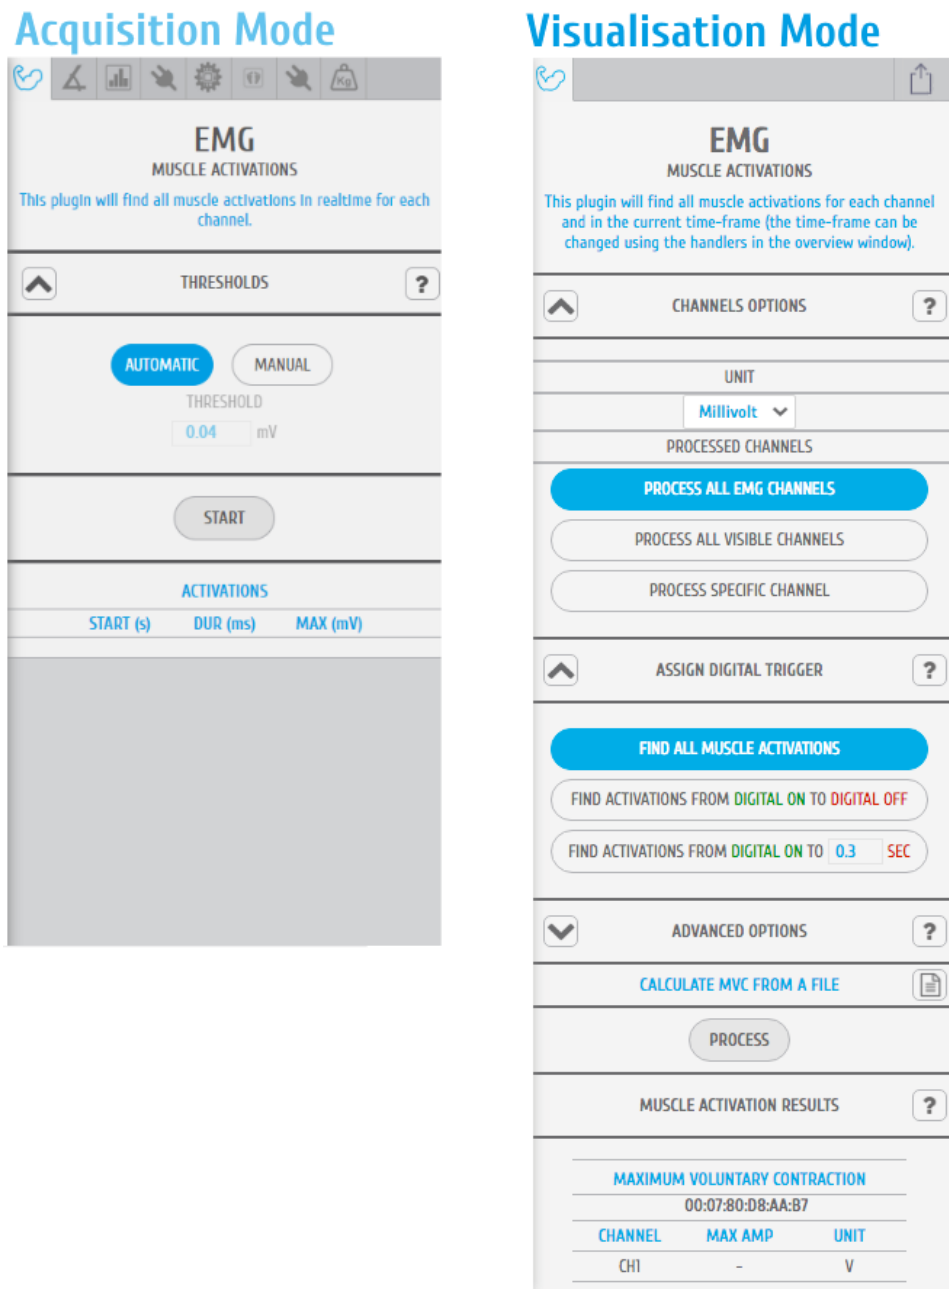 Acquisition Mode
Kg
EMG
MUSCLE ACTIVATIONS
This plugin will find all muscle activations in realtime for each
channel.
THRESHOLDS
?
AUTOMATIC
MANUAL
THRESHOLD
0.04 mV
START
ACTIVATIONS
START (s) DUR (ms) MAX (mV)
Visualisation Mode
EMG
MUSCLE ACTIVATIONS
This plugin will find all muscle activations for each channel
and in the current time-frame (the time-frame can be
changed using the handlers in the overview window).
CHANNELS OPTIONS
?
UNIT
Millivolt
PROCESSED CHANNELS
PROCESS ALL EMG CHANNELS
PROCESS ALL VISIBLE CHANNELS
PROCESS SPECIFIC CHANNEL
ASSIGN DIGITAL TRIGGER
?
FIND ALL MUSCLE ACTIVATIONS
FIND ACTIVATIONS FROM DIGITAL ON TO DIGITAL OFF
FIND ACTIVATIONS FROM DIGITAL ON TO 0.3 SEC
ADVANCED OPTIONS
?
CALCULATE MVC FROM A FILE
PROCESS
MUSCLE ACTIVATION RESULTS
?
MAXIMUM VOLUNTARY CONTRACTION
00:07:80:D8:AA:B7
CHANNEL MAX AMP UNIT
CH1 - V